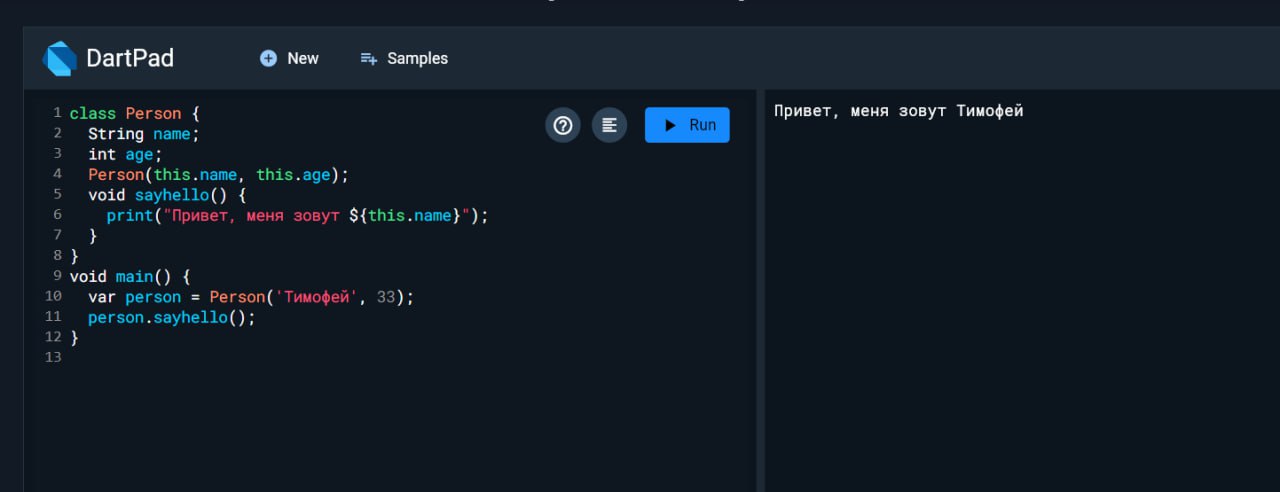 DartPad
New
Samples
1 class Person {
2 String name;
3 int age;
4 Person(this.name, this.age);
5 void sayhello() {
6 print("Привет, меня зовут ${this.name}");
7 }
8 }
9 void main() {
10 var person = Person('Тимофей', 33);
11 person.sayhello();
12 }
13
Run
Привет, меня зовут Тимофей